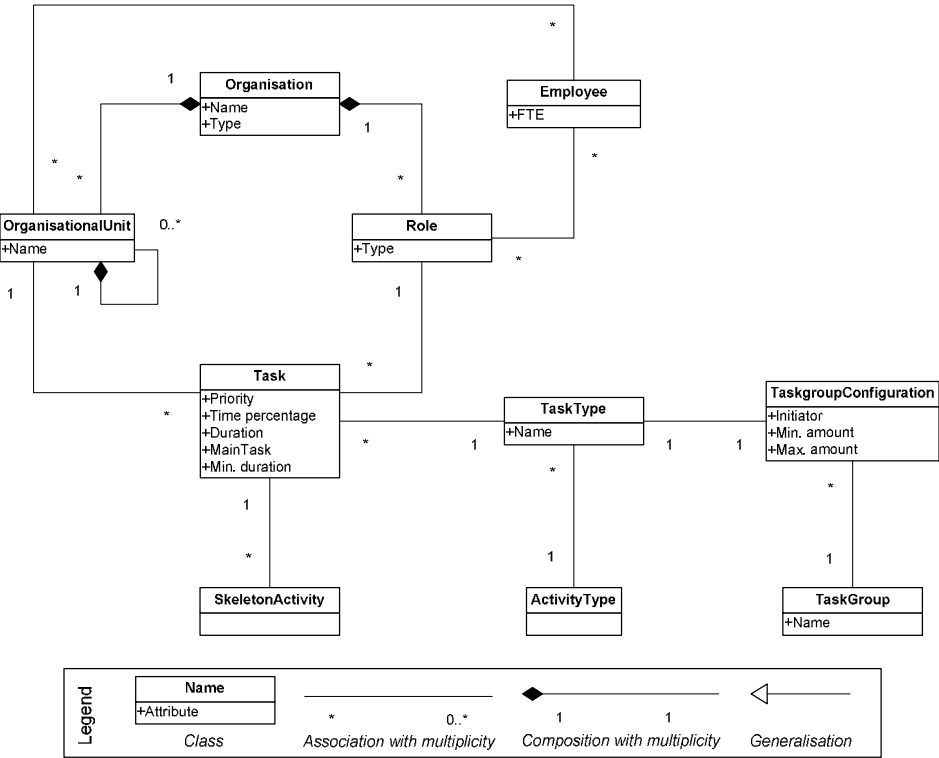 *
1
Organisation
+Name
+Type
1
Employee
+FTE
*
*
*
*
OrganisationalUnit
+Name
0..*
1
1
Role
+Type
*
1
Task
+Priority
+Time percentage
+Duration
+MainTask
+Min. duration
*
*
*
1
TaskType
+Name
1
1
TaskgroupConfiguration
+Initiator
+Min. amount
+Max. amount
1
*
*
1
*
1
SkeletonActivity
ActivityType
TaskGroup
+Name
Legend
Name
+Attribute
Class
*
0..*
Association with multiplicity
1
1
Composition with multiplicity
Generalisation